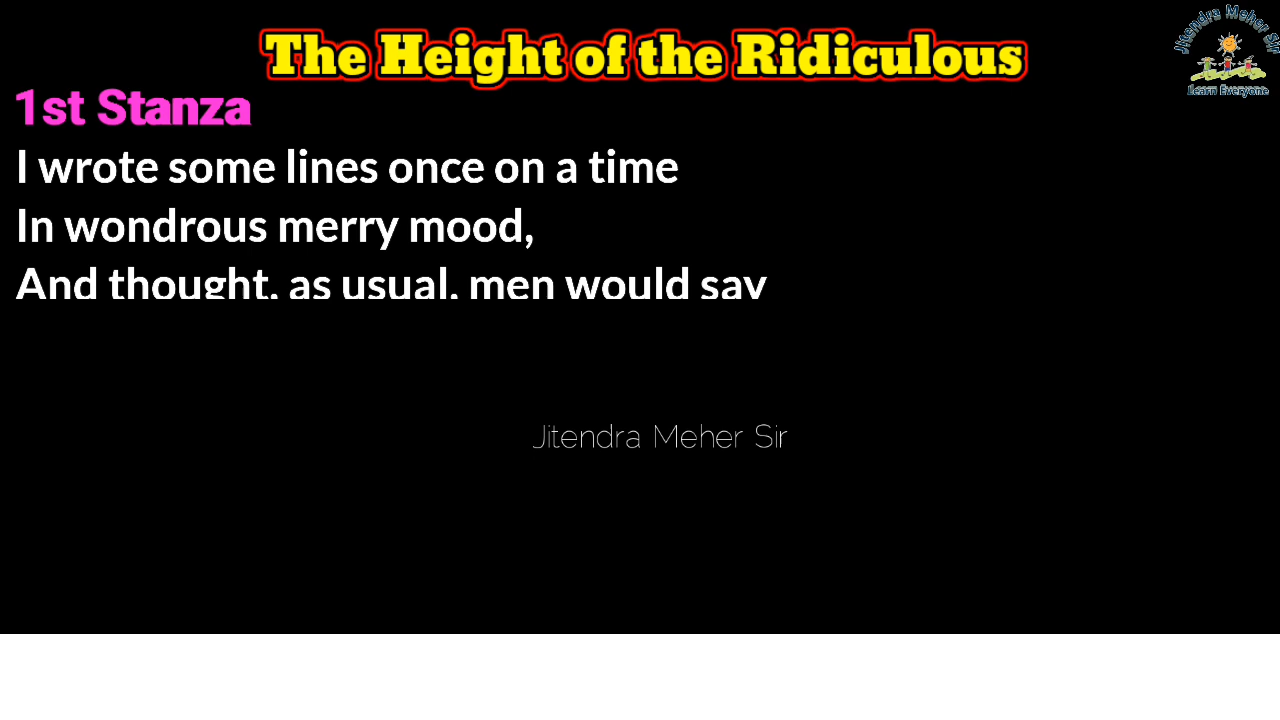 The Height of the Ridiculous
Jitendra Meher Sir
Learn Everyone
1st Stanza
I wrote some lines once on a time
In wondrous merry mood,
And thought, as usual, men would say
Jitendra Meher Sir